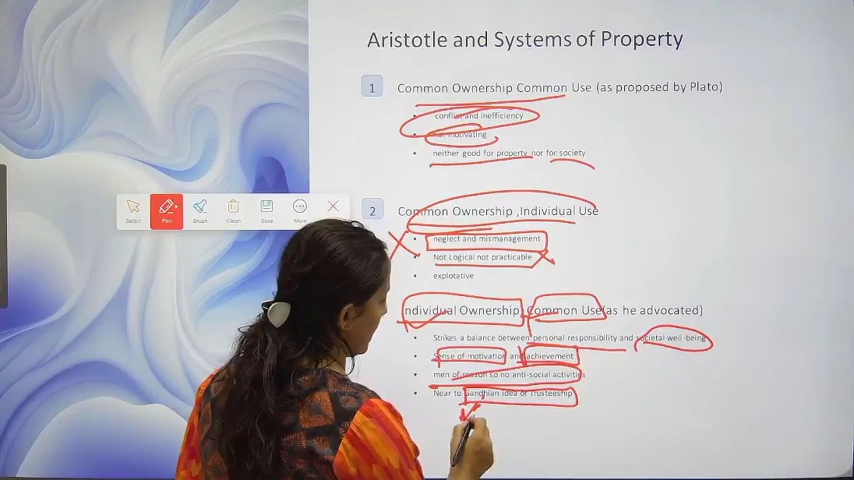 Aristotle and Systems of Property
1
Common Ownership Common Use (as proposed by Plato)
conflict and inefficiency
not motivating
neither good for property nor for society
Select
Pen
Brush
Clean
Save
More
2
Common Ownership ,Individual Use
neglect and mismanagement
Not Logical not practicable
explotative
ndividual Ownership, Common Use(as he advocated)
Strikes a balance between personal responsibility and societal well-being
Sense of motivation and achievement
men of reason so no anti-social activities
Near to Gandhian idea of Trusteeship